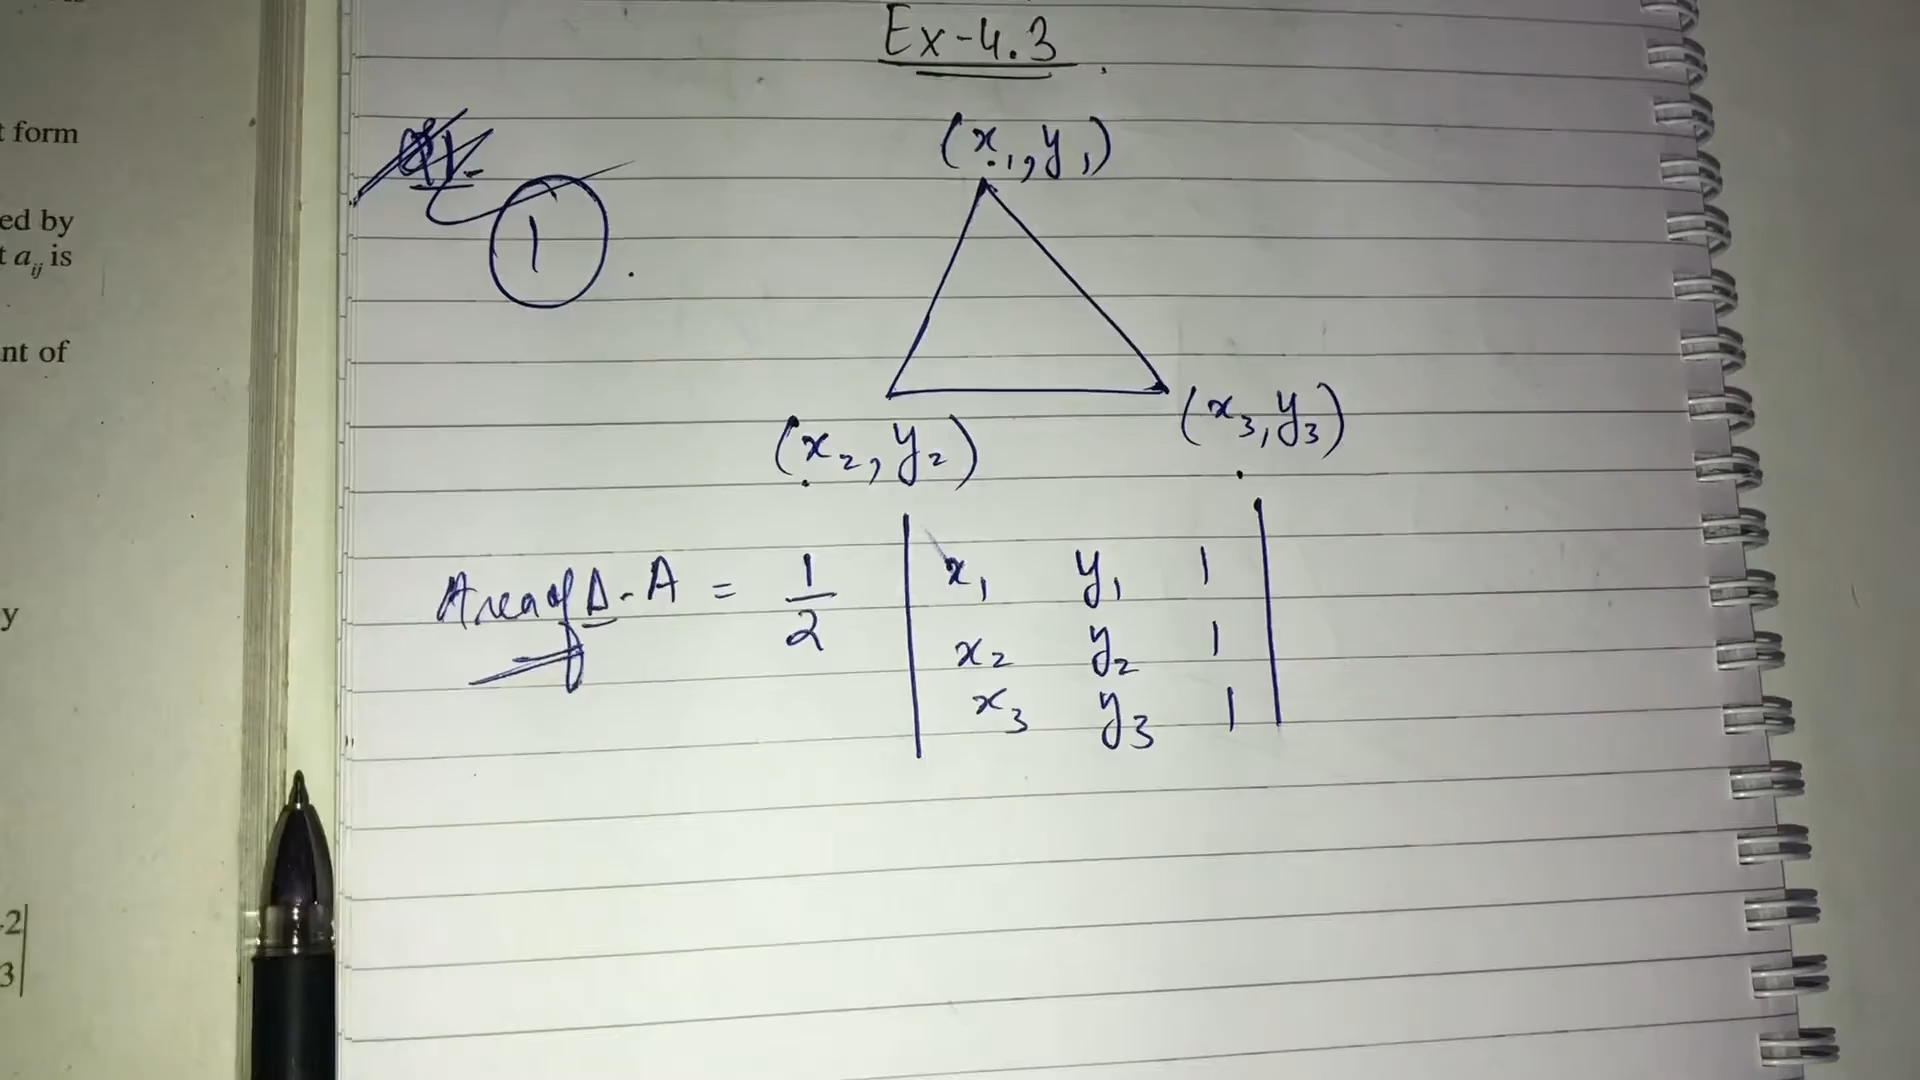 Ex-4.3
t form
ed by
t aij is
nt of
y
-2
3
1
(x1, y1)
(x2, y2)
(x3, y3)
Area of Δ - A = 1/2 | x1 y1 1 |
| x2 y2 1 |
| x3 y3 1 |